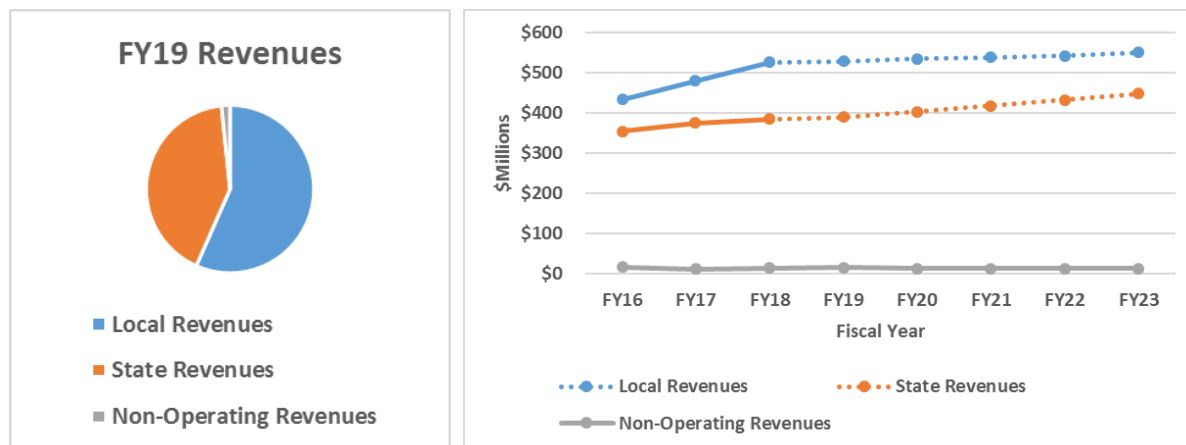 FY19 Revenues
Local Revenues
State Revenues
Non-Operating Revenues
$600
$500
$400
$300
$200
$100
$0
$Millions
FY16 FY17 FY18 FY19 FY20 FY21 FY22 FY23
Fiscal Year
Local Revenues State Revenues
Non-Operating Revenues